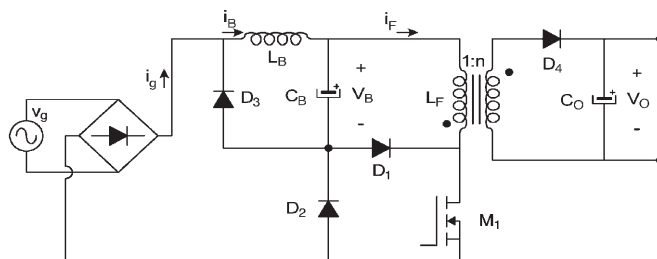 i_B
i_F
L_B
1:n
D_4
i_g
+
+
D_3
C_B
V_B
L_F
C_O
V_O
v_g
-
-
D_1
D_2
M_1